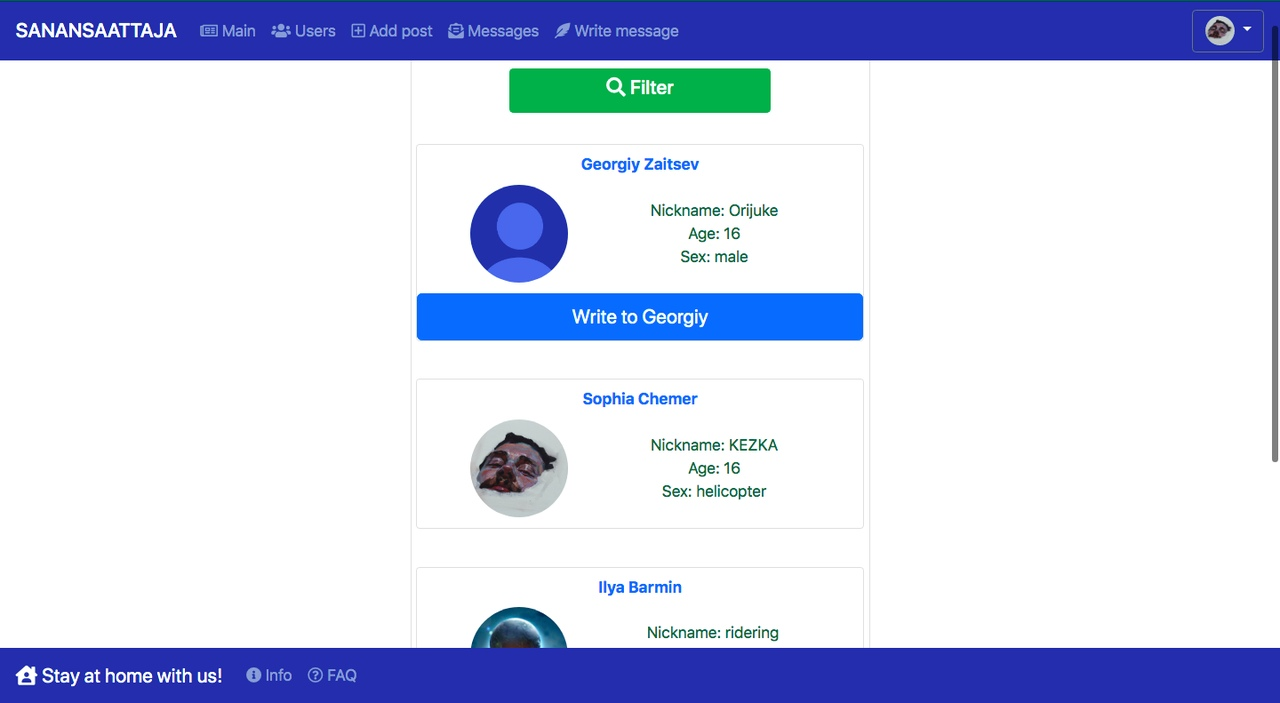 SANANSAATTAJA Main Users Add post Messages Write message
Filter
Georgiy Zaitsev
Nickname: Orijuke
Age: 16
Sex: male
Write to Georgiy
Sophia Chemer
Nickname: KEZKA
Age: 16
Sex: helicopter
Ilya Barmin
Nickname: ridering
Stay at home with us! Info FAQ